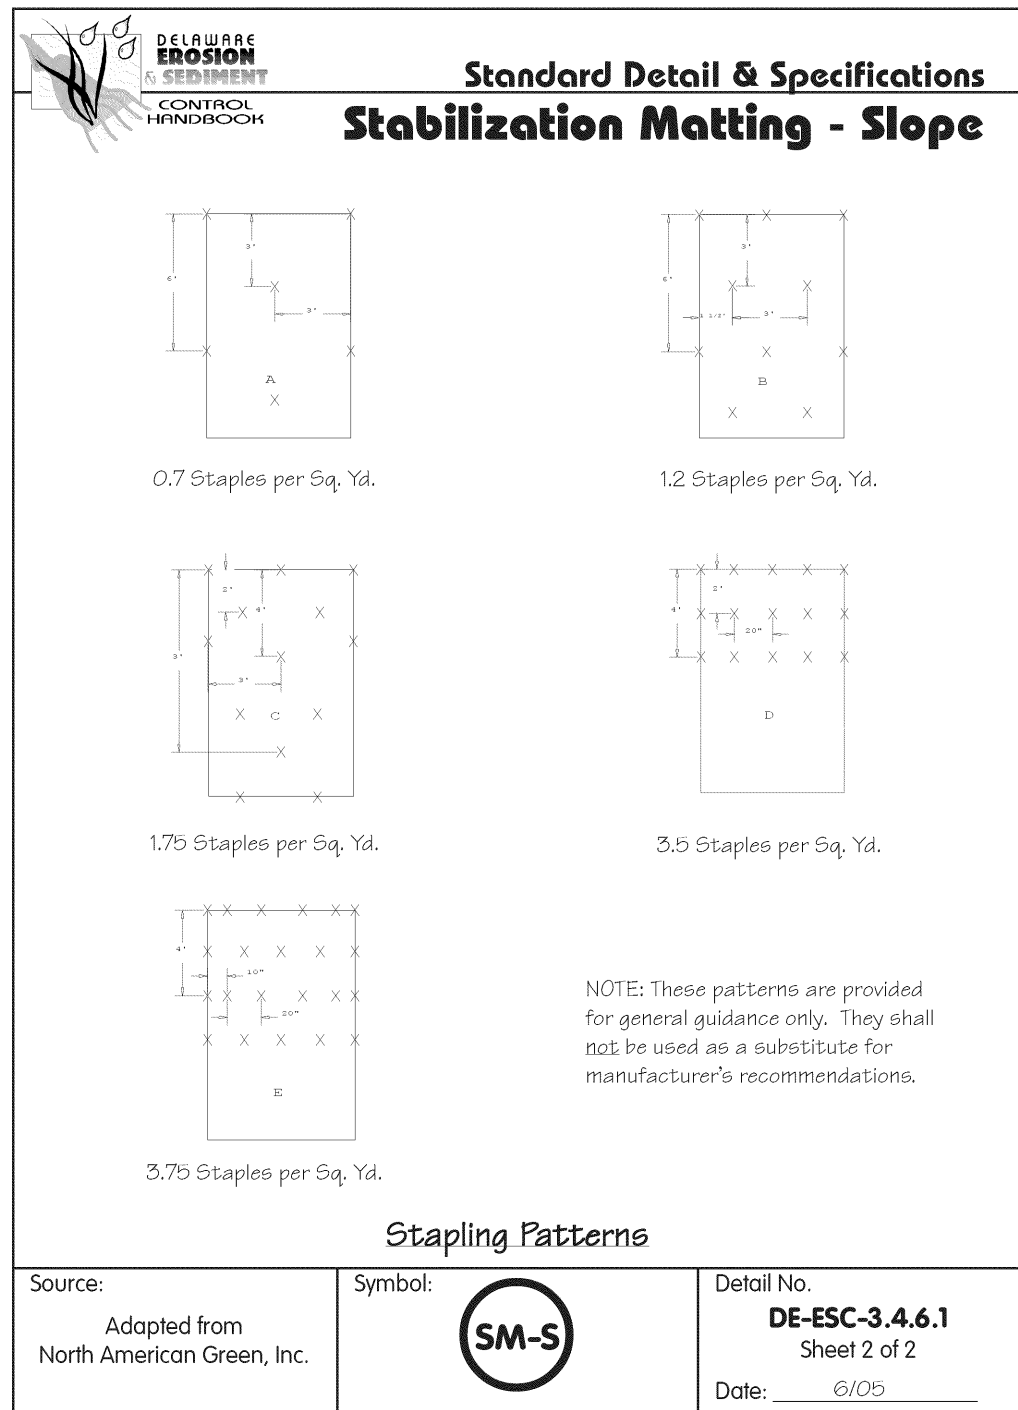 DELAWARE
EROSION
& SEDIMENT
CONTROL
HANDBOOK
Standard Detail & Specifications
Stabilization Matting - Slope
6'
3'
3'
A
0.7 Staples per Sq. Yd.
6'
3'
1 1/2'
3'
B
1.2 Staples per Sq. Yd.
2'
4'
3'
3'
C
1.75 Staples per Sq. Yd.
4'
2'
20"
D
3.5 Staples per Sq. Yd.
4'
10"
20"
E
3.75 Staples per Sq. Yd.
NOTE: These patterns are provided
for general guidance only. They shall
not be used as a substitute for
manufacturer's recommendations.
Stapling Patterns
Source:
Adapted from
North American Green, Inc.
Symbol:
SM-S
Detail No.
DE-ESC-3.4.6.1
Sheet 2 of 2
Date: 6/05